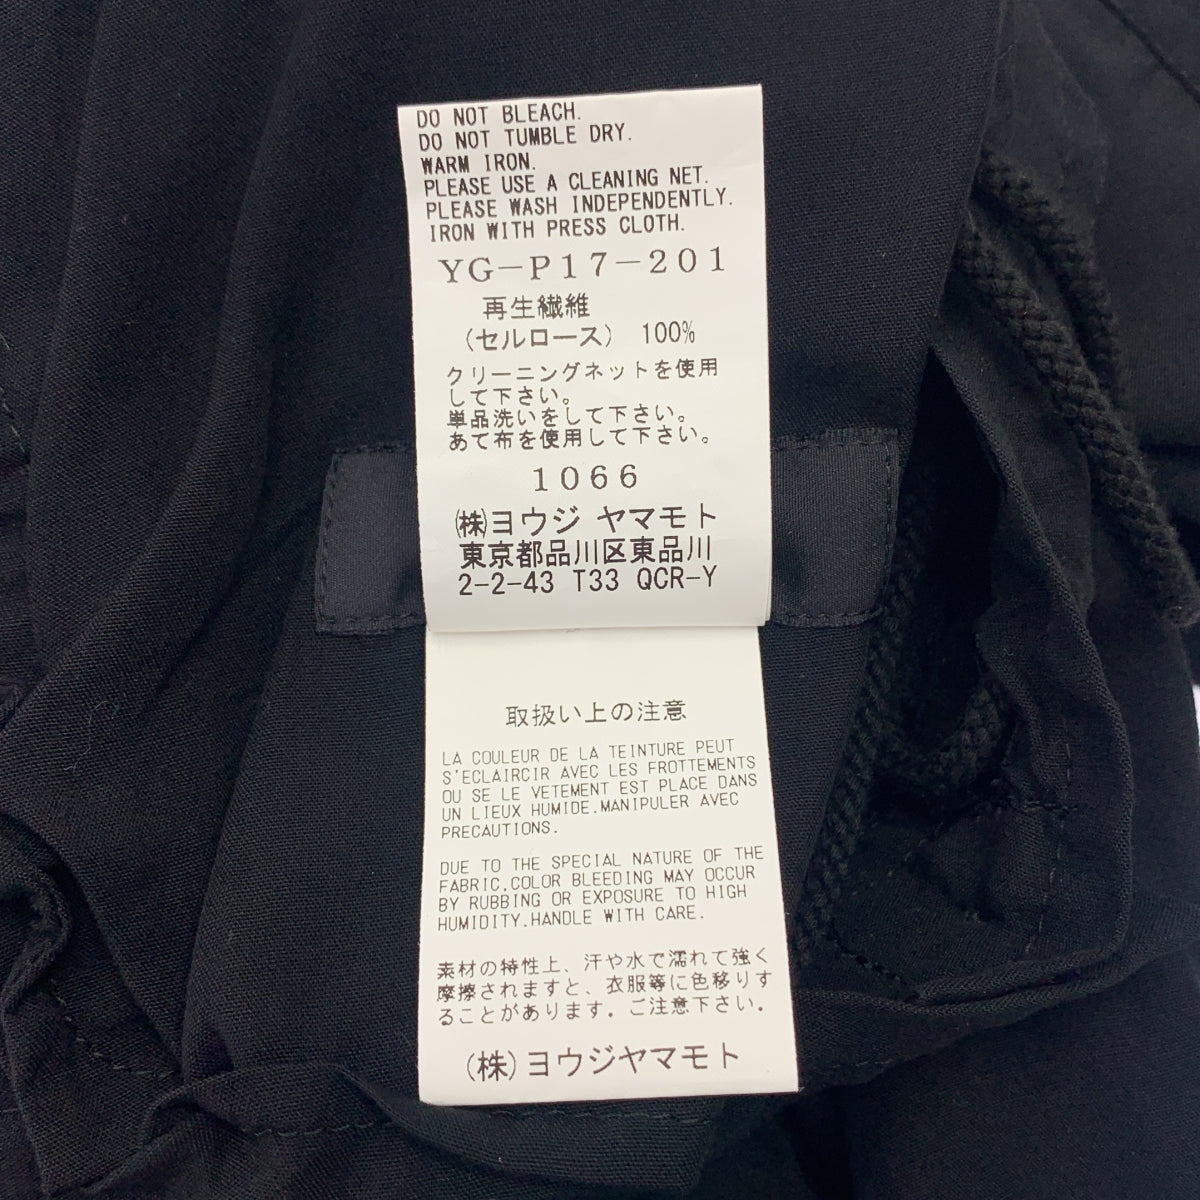 DO NOT BLEACH.
DO NOT TUMBLE DRY.
WARM IRON.
PLEASE USE A CLEANING NET.
PLEASE WASH INDEPENDENTLY.
IRON WITH PRESS CLOTH.
YG-P17-201
再生繊維
(セルロース) 100%
クリーニングネットを使用
して下さい。
単品洗いをして下さい。
あて布を使用して下さい。
1066
㈱ヨウジ ヤマモト
東京都品川区東品川
2-2-43 T33 QCR-Y
取扱い上の注意
LA COULEUR DE LA TEINTURE PEUT
S'ECLAIRCIR AVEC LES FROTTEMENTS
OU SE LE VETEMENT EST PLACE DANS
UN LIEUX HUMIDE.MANIPULER AVEC
PRECAUTIONS.
DUE TO THE SPECIAL NATURE OF THE
FABRIC,COLOR BLEEDING MAY OCCUR
BY RUBBING OR EXPOSURE TO HIGH
HUMIDITY.HANDLE WITH CARE.
素材の特性上、汗や水で濡れて強く
摩擦されますと、衣服等に色移りす
ることがあります。ご注意下さい。
(株)ヨウジヤマモト